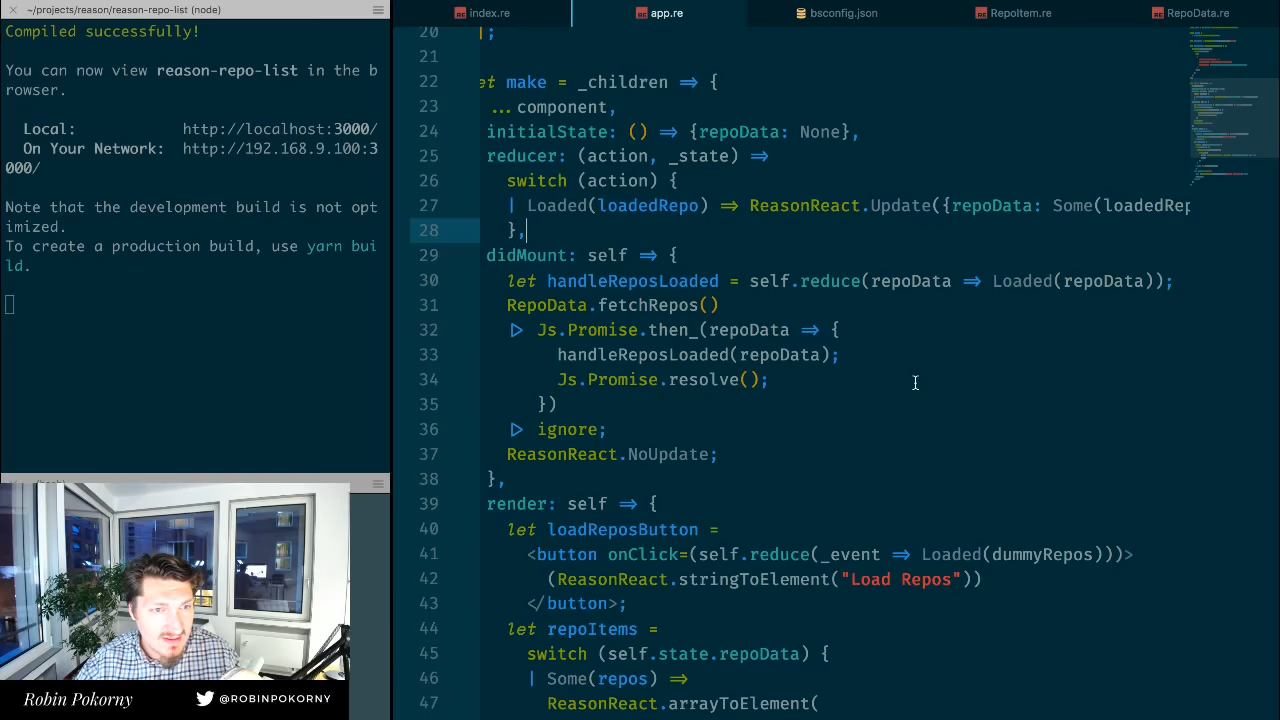 ~/projects/reason/reason-repo-list (node)
index.re
app.re
bsconfig.json
RepoItem.re
RepoData.re
Compiled successfully!
You can now view reason-repo-list in the b
rowser.
Local: http://localhost:3000/
On Your Network: http://192.168.9.100:3
000/
Note that the development build is not opt
imized.
To create a production build, use yarn bui
ld.
20 ];
21
22 et make = _children => {
23 ...component,
24 initialState: () => {repoData: None},
25 reducer: (action, _state) =>
26 switch (action) {
27 | Loaded(loadedRepo) => ReasonReact.Update({repoData: Some(loadedRep
28 },
29 didMount: self => {
30 let handleReposLoaded = self.reduce(repoData => Loaded(repoData));
31 RepoData.fetchRepos()
32 |> Js.Promise.then_(repoData => {
33 handleReposLoaded(repoData);
34 Js.Promise.resolve();
35 })
36 |> ignore;
37 ReasonReact.NoUpdate;
38 },
39 render: self => {
40 let loadReposButton =
41 <button onClick=(self.reduce(_event => Loaded(dummyRepos)))>
42 (ReasonReact.stringToElement("Load Repos"))
43 </button>;
44 let repoItems =
45 switch (self.state.repoData) {
46 | Some(repos) =>
47 ReasonReact.arrayToElement(
Robin Pokorny
@ROBINPOKORNY